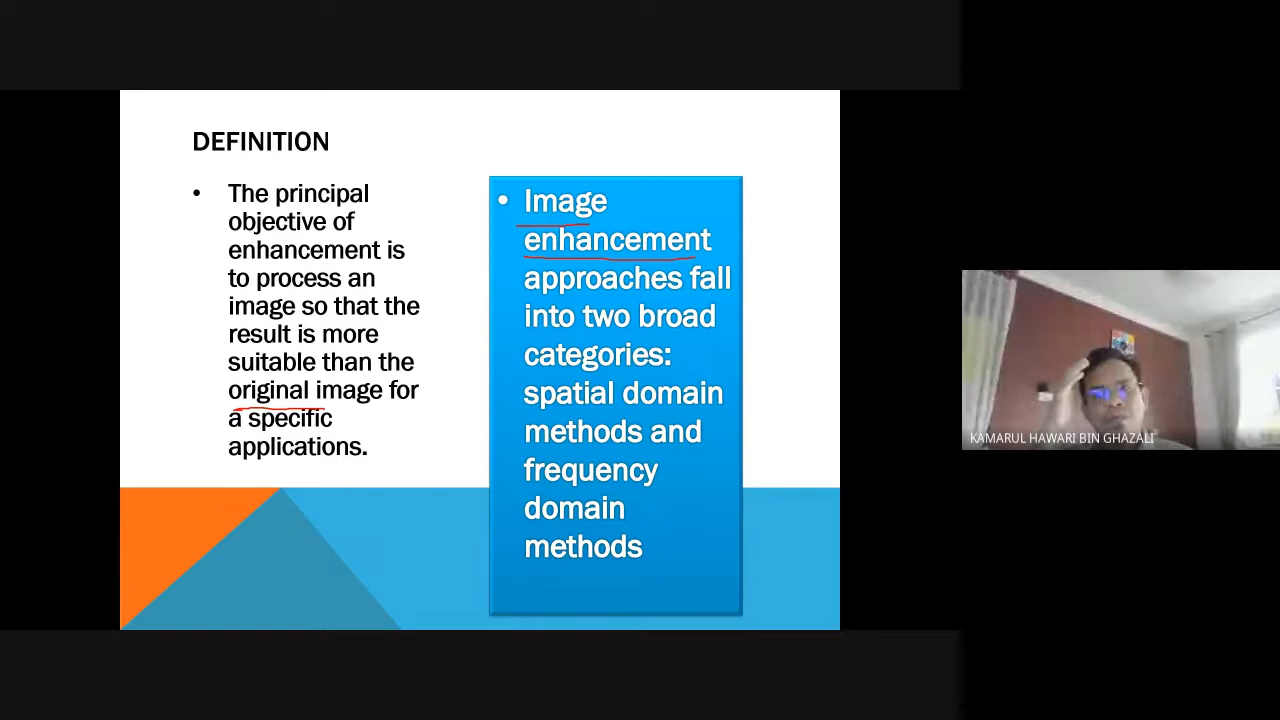 DEFINITION
• The principal
objective of
enhancement is
to process an
image so that the
result is more
suitable than the
original image for
a specific
applications.
• Image
enhancement
approaches fall
into two broad
categories:
spatial domain
methods and
frequency
domain
methods
KAMARUL HAWARI BIN GHAZALI